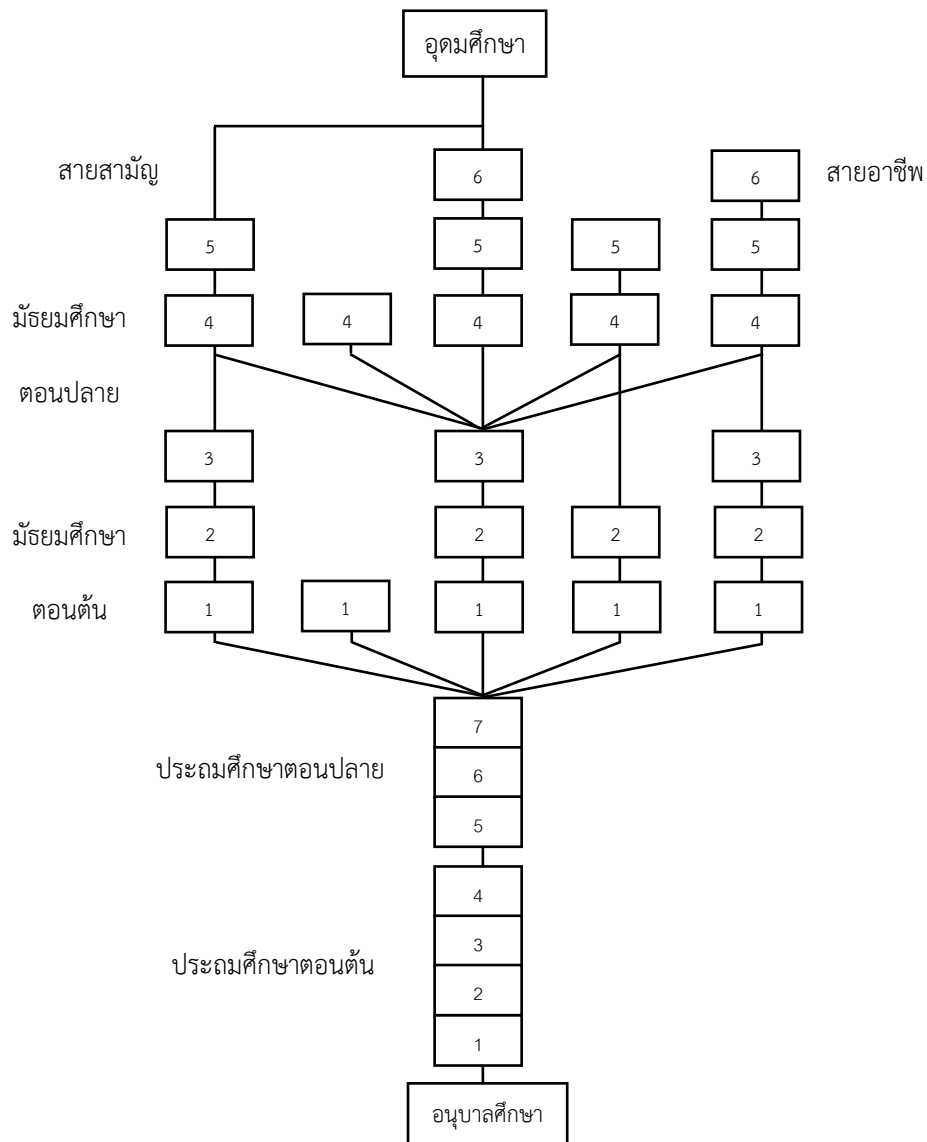 อุดมศึกษา
สายสามัญ 6 6 สายอาชีพ
5 5 5 5
มัธยมศึกษา 4 4 4 4 4
ตอนปลาย
3 3 3
มัธยมศึกษา 2 2 2 2
ตอนต้น 1 1 1 1 1
7
ประถมศึกษาตอนปลาย 6
5
4
3
ประถมศึกษาตอนต้น
2
1
อนุบาลศึกษา